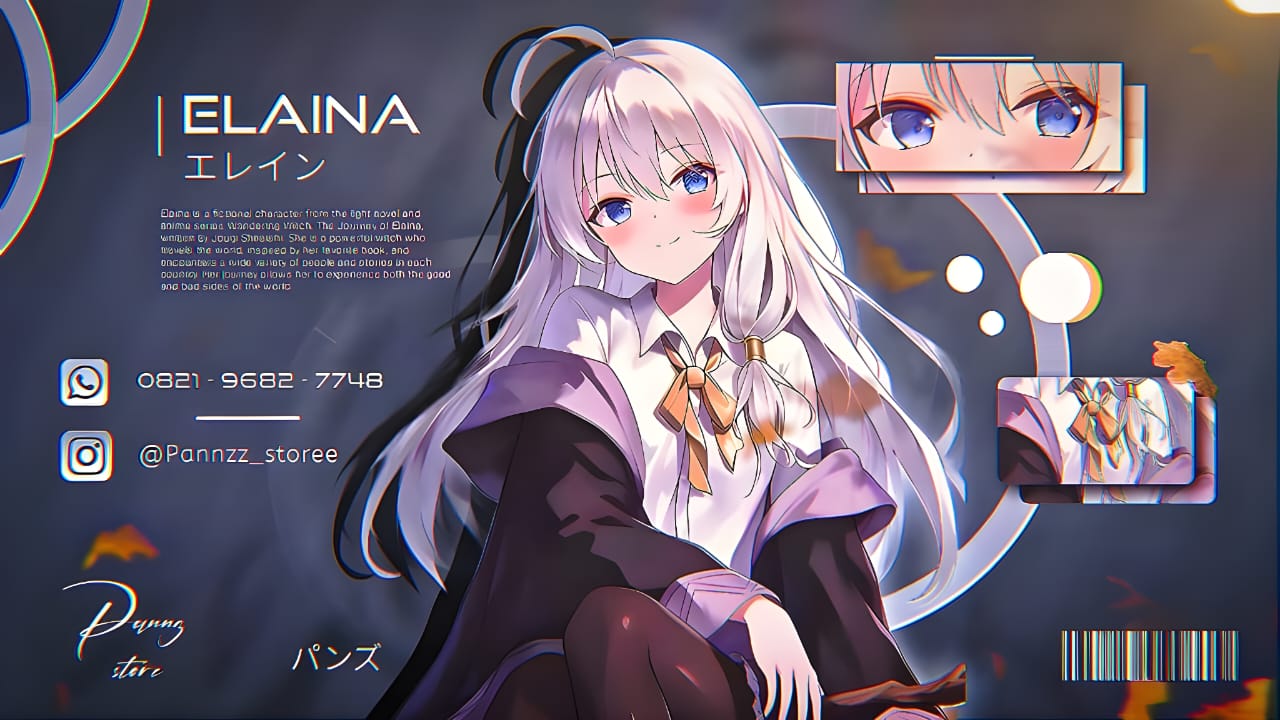 ELAINA
エレイン
Elaina is a fictional character from the light novel and
anime series Wandering Witch: The Journey of Elaina,
written by Jougi Shiraishi. She is a powerful witch who
travels the world, inspired by her favorite book, and
encounters a wide variety of people and stories in each
country. Her journey allows her to experience both the good
and bad sides of the world.
0821 - 9682 - 7748
@Pannzz_storee
Pannz
store
パンズ